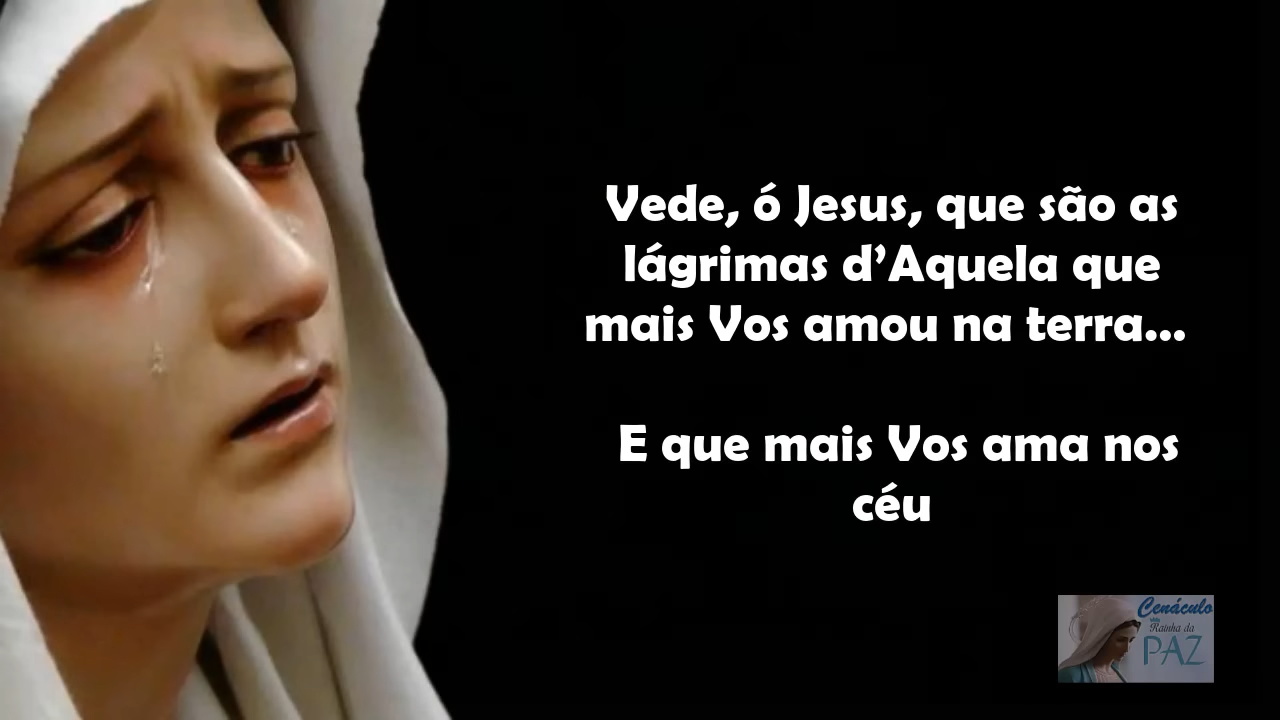 Vede, ó Jesus, que são as
lágrimas d’Aquela que
mais Vos amou na terra...
E que mais Vos ama nos
céu
Cenáculo
Rainha da
PAZ